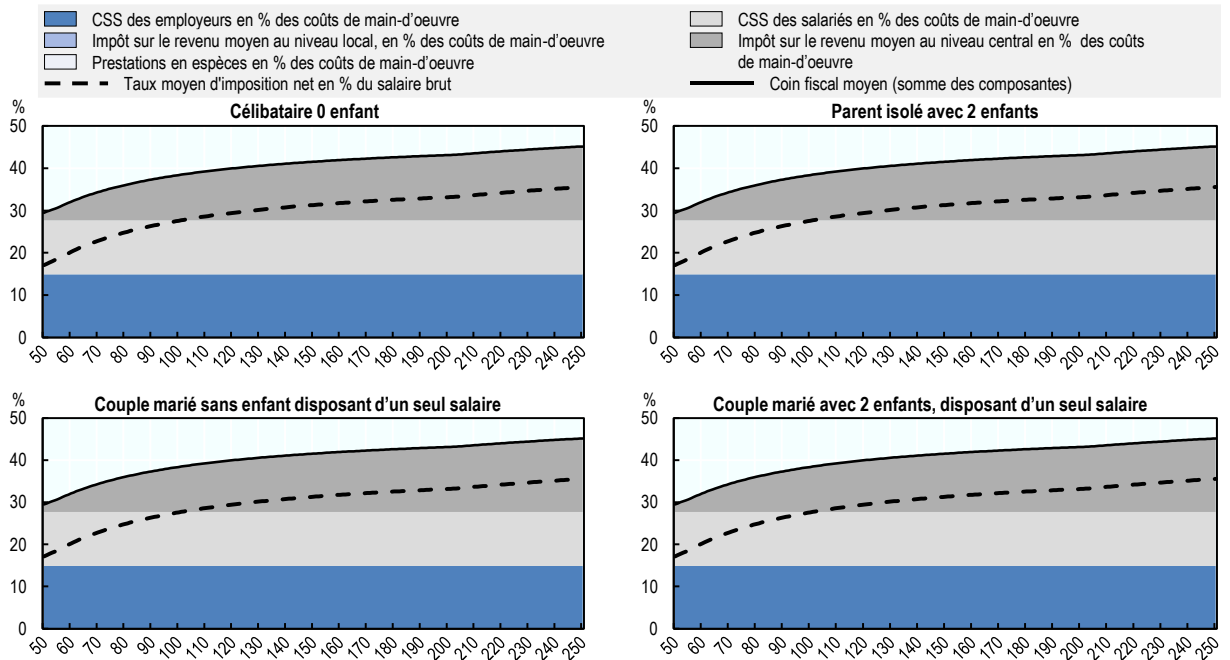 CSS des employeurs en % des coûts de main-d'oeuvre
CSS des salariés en % des coûts de main-d'oeuvre
Impôt sur le revenu moyen au niveau local, en % des coûts de main-d'oeuvre
Impôt sur le revenu moyen au niveau central en % des coûts
de main-d'oeuvre
Prestations en espèces en % des coûts de main-d'oeuvre
Taux moyen d'imposition net en % du salaire brut
Coin fiscal moyen (somme des composantes)
%
Célibataire 0 enfant
50
40
30
20
10
0
50 60 70 80 90 100 110 120 130 140 150 160 170 180 190 200 210 220 230 240 250
%
Parent isolé avec 2 enfants
50
40
30
20
10
0
50 60 70 80 90 100 110 120 130 140 150 160 170 180 190 200 210 220 230 240 250
%
Couple marié sans enfant disposant d’un seul salaire
50
40
30
20
10
0
50 60 70 80 90 100 110 120 130 140 150 160 170 180 190 200 210 220 230 240 250
%
Couple marié avec 2 enfants, disposant d’un seul salaire
50
40
30
20
10
0
50 60 70 80 90 100 110 120 130 140 150 160 170 180 190 200 210 220 230 240 250